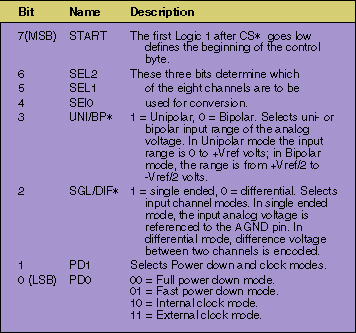 Bit Name Description
7(MSB) START The first Logic 1 after CS* goes low
defines the beginning of the control
byte.
6 SEL2 These three bits determine which
5 SEL1 of the eight channels are to be
4 SEl0 used for conversion.
3 UNI/BP* 1 = Unipolar, 0 = Bipolar. Selects uni- or
bipolar input range of the analog
voltage. In Unipolar mode the input
range is 0 to +Vref volts; in Bipolar
mode, the range is from +Vref/2 to
-Vref/2 volts.
2 SGL/DIF* 1 = single ended, 0 = differential. Selects
input channel modes. In single ended
mode, the input analog voltage is
referenced to the AGND pin. In
differential mode, difference voltage
between two channels is encoded.
1 PD1 Selects Power down and clock modes.
0 (LSB) PD0 00 = Full power down mode.
01 = Fast power down mode.
10 = Internal clock mode.
11 = External clock mode.